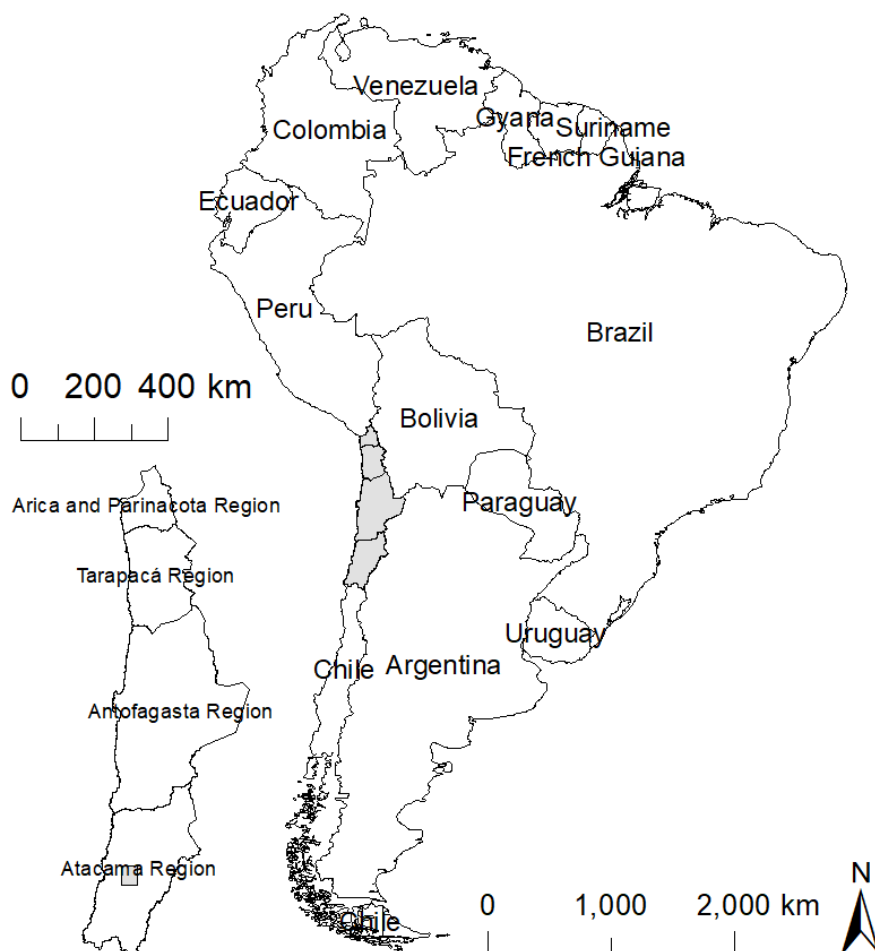 Venezuela
Gyana
Suriname
Colombia
French Guiana
Ecuador
Peru
Brazil
0 200 400 km
Bolivia
Arica and Parinacota Region
Paraguay
Tarapacá Region
Uruguay
Chile
Argentina
Antofagasta Region
Atacama Region
N
Chile
0 1,000 2,000 km